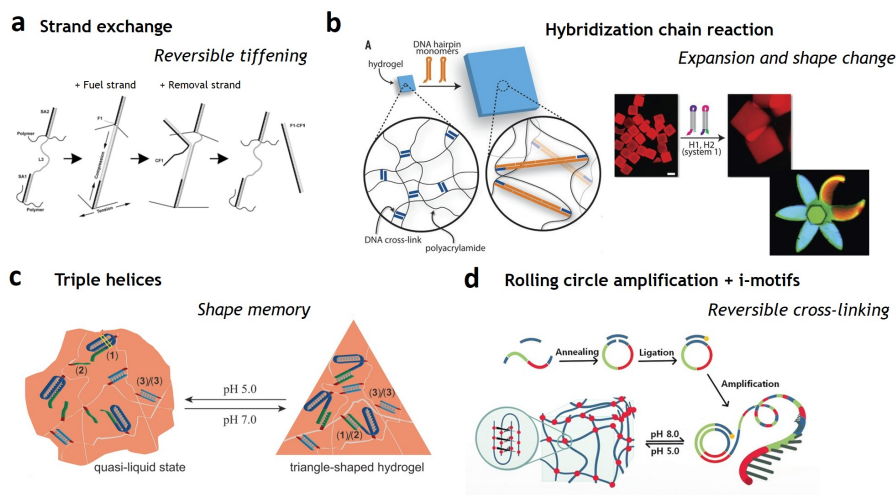 a Strand exchange
Reversible tiffening
+ Fuel strand
+ Removal strand
SA2
Polymer
L3
SA1
Polymer
F1
Compression
Tension
CF1
F1-CF1
b Hybridization chain reaction
Expansion and shape change
A
DNA hairpin
monomers
hydrogel
DNA cross-link
polyacrylamide
H1, H2
(system 1)
c Triple helices
Shape memory
(1)
(2)
(3)/(3)
quasi-liquid state
pH 5.0
pH 7.0
(3)/(3)
(1)/(2)
triangle-shaped hydrogel
d Rolling circle amplification + i-motifs
Reversible cross-linking
Annealing
Ligation
Amplification
pH 8.0
pH 5.0